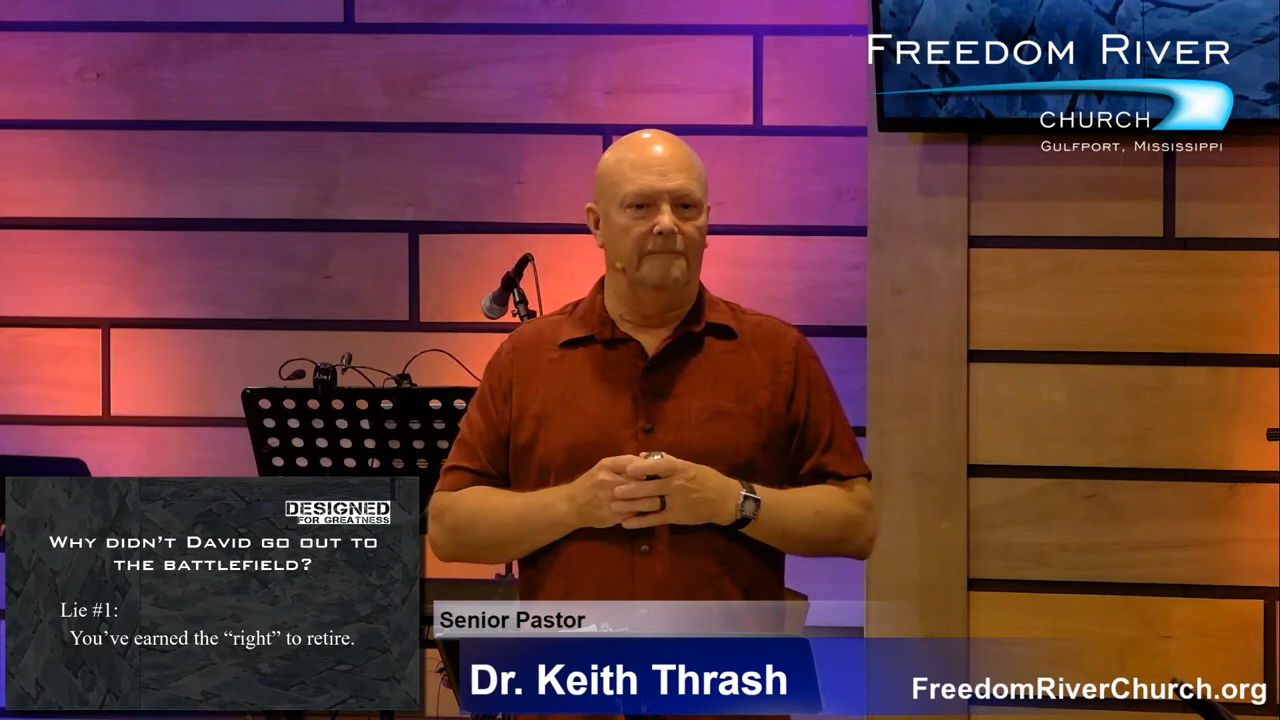 FREEDOM RIVER
CHURCH
GULFPORT, MISSISSIPPI
DESIGNED
FOR GREATNESS
WHY DIDN'T DAVID GO OUT TO
THE BATTLEFIELD?
Lie #1:
You've earned the “right” to retire.
Senior Pastor
Dr. Keith Thrash
FreedomRiverChurch.org